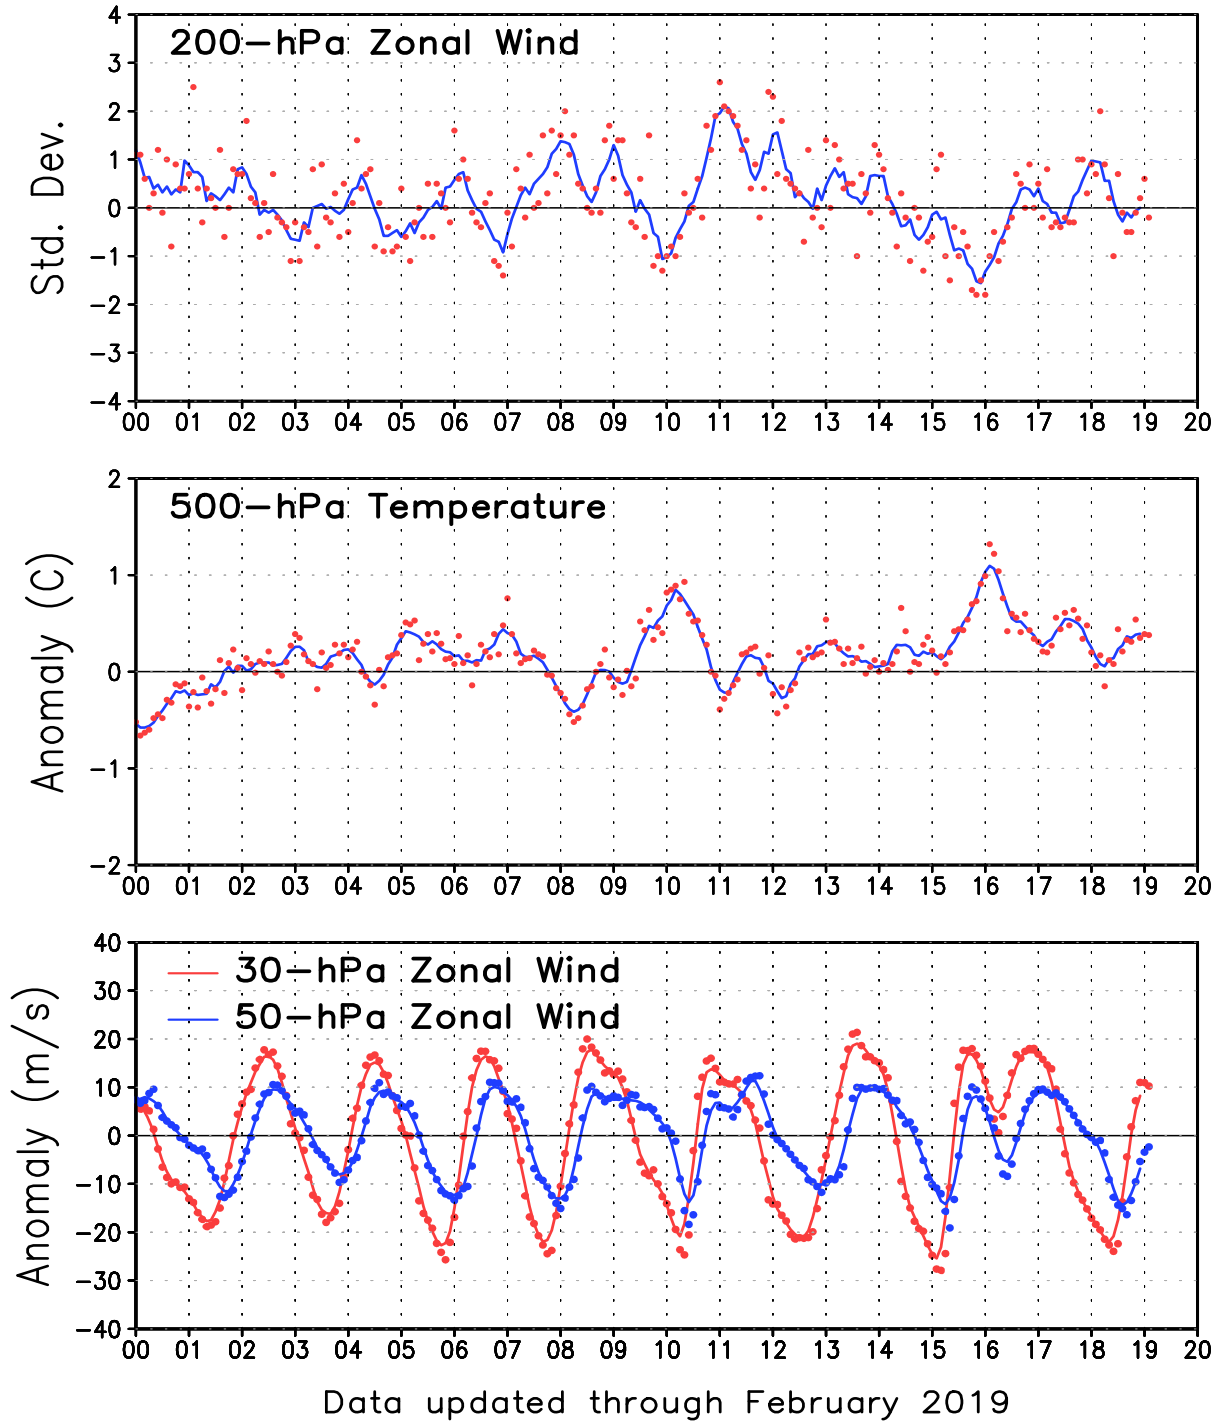 200-hPa Zonal Wind
Std. Dev.
4
3
2
1
0
-1
-2
-3
-4
00 01 02 03 04 05 06 07 08 09 10 11 12 13 14 15 16 17 18 19 20
500-hPa Temperature
Anomaly (C)
2
1
0
-1
-2
00 01 02 03 04 05 06 07 08 09 10 11 12 13 14 15 16 17 18 19 20
30-hPa Zonal Wind
50-hPa Zonal Wind
Anomaly (m/s)
40
30
20
10
0
-10
-20
-30
-40
00 01 02 03 04 05 06 07 08 09 10 11 12 13 14 15 16 17 18 19 20
Data updated through February 2019